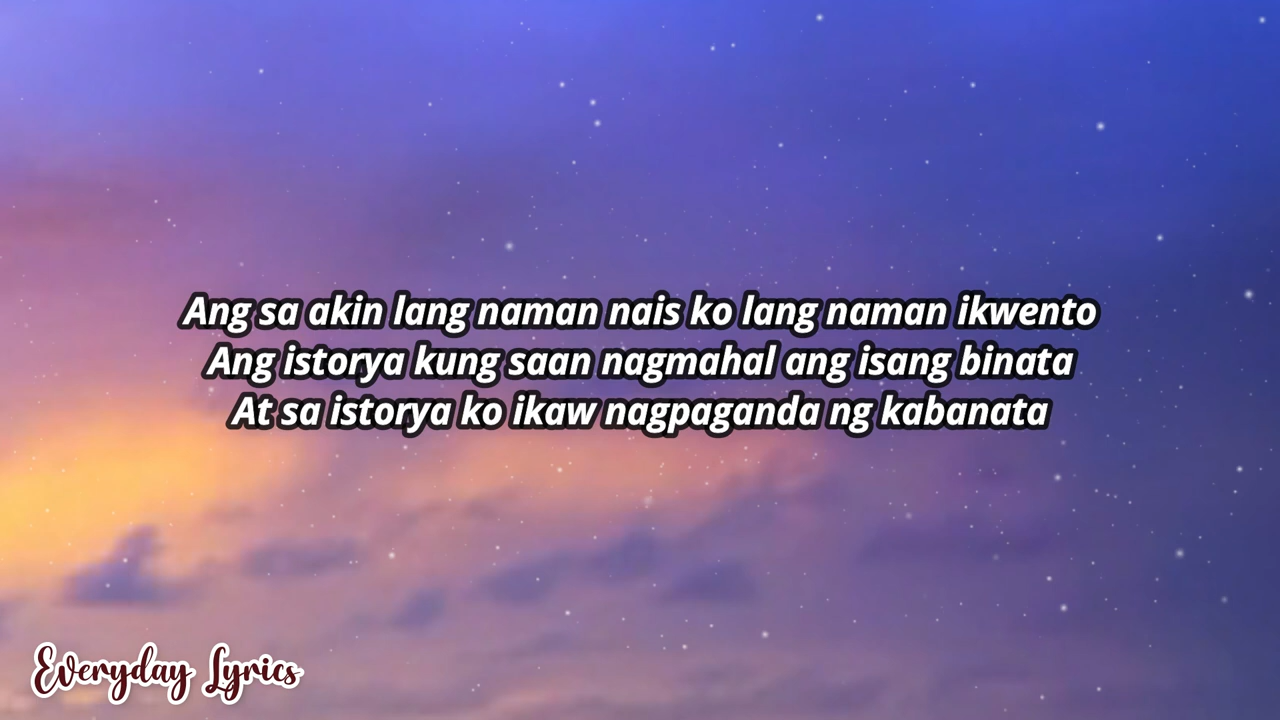 Ang sa akin lang naman nais ko lang naman ikwento
Ang istorya kung saan nagmahal ang isang binata
At sa istorya ko ikaw nagpaganda ng kabanata
Everyday Lyrics